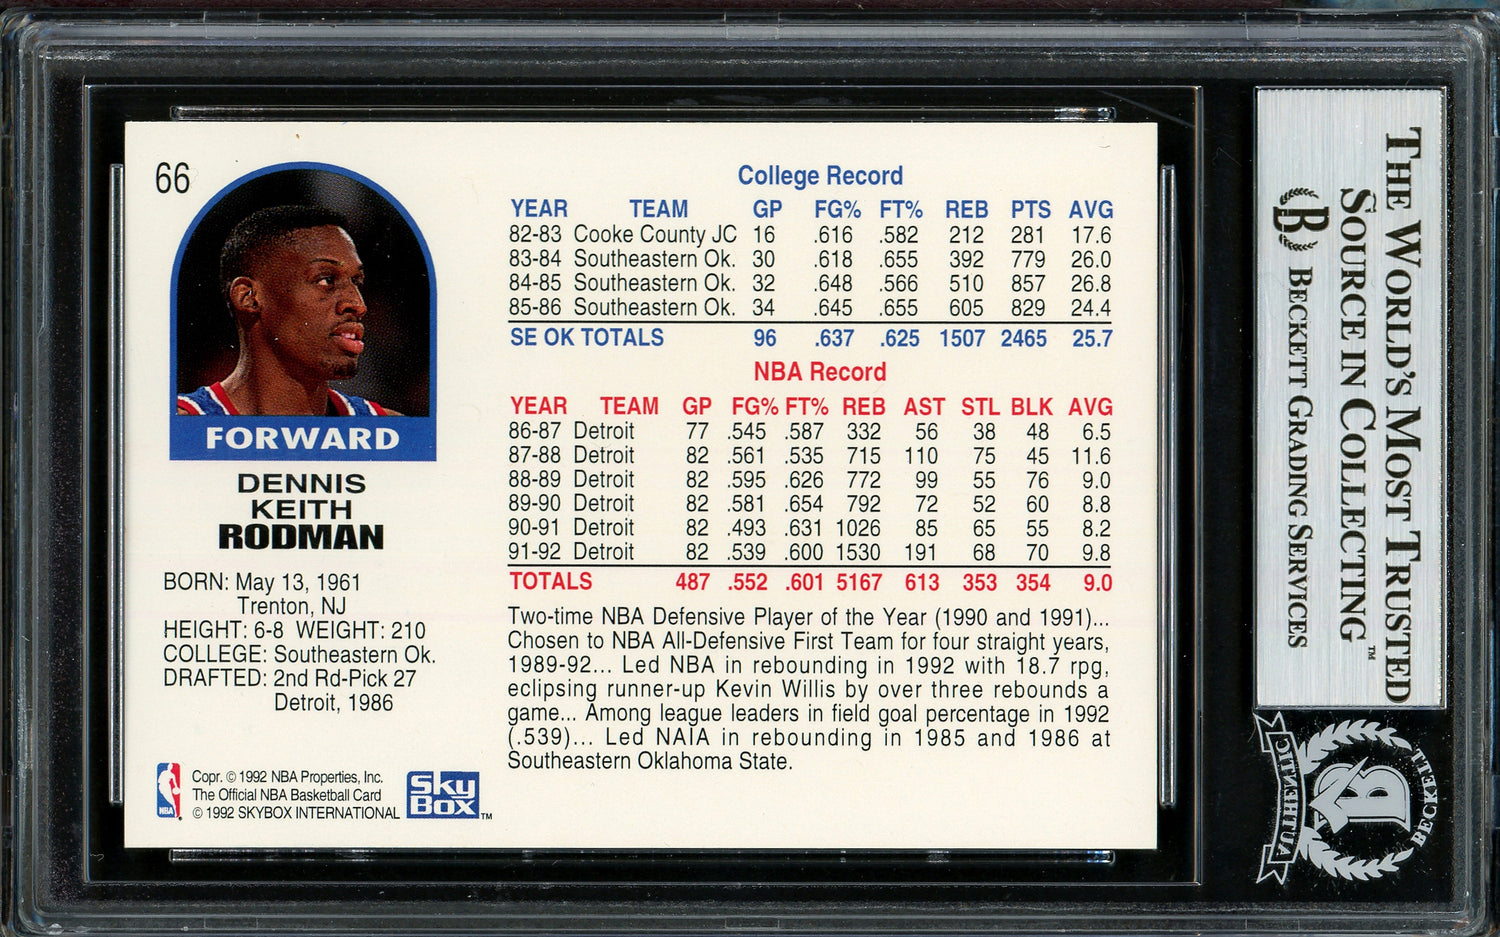 66
FORWARD
DENNIS
KEITH
RODMAN
BORN: May 13, 1961
Trenton, NJ
HEIGHT: 6-8 WEIGHT: 210
COLLEGE: Southeastern Ok.
DRAFTED: 2nd Rd-Pick 27
Detroit, 1986
NBA
Copr. © 1992 NBA Properties, Inc.
The Official NBA Basketball Card
© 1992 SKYBOX INTERNATIONAL
Sky
Box TM
College Record
YEAR TEAM GP FG% FT% REB PTS AVG
82-83 Cooke County JC 16 .616 .582 212 281 17.6
83-84 Southeastern Ok. 30 .618 .655 392 779 26.0
84-85 Southeastern Ok. 32 .648 .566 510 857 26.8
85-86 Southeastern Ok. 34 .645 .655 605 829 24.4
SE OK TOTALS 96 .637 .625 1507 2465 25.7
NBA Record
YEAR TEAM GP FG% FT% REB AST STL BLK AVG
86-87 Detroit 77 .545 .587 332 56 38 48 6.5
87-88 Detroit 82 .561 .535 715 110 75 45 11.6
88-89 Detroit 82 .595 .626 772 99 55 76 9.0
89-90 Detroit 82 .581 .654 792 72 52 60 8.8
90-91 Detroit 82 .493 .631 1026 85 65 55 8.2
91-92 Detroit 82 .539 .600 1530 191 68 70 9.8
TOTALS 487 .552 .601 5167 613 353 354 9.0
Two-time NBA Defensive Player of the Year (1990 and 1991)...
Chosen to NBA All-Defensive First Team for four straight years,
1989-92... Led NBA in rebounding in 1992 with 18.7 rpg,
eclipsing runner-up Kevin Willis by over three rebounds a
game... Among league leaders in field goal percentage in 1992
(.539)... Led NAIA in rebounding in 1985 and 1986 at
Southeastern Oklahoma State.
THE WORLD'S MOST TRUSTED
SOURCE IN COLLECTING™
B BECKETT GRADING SERVICES
BECKETT
B
AUTHENTIC